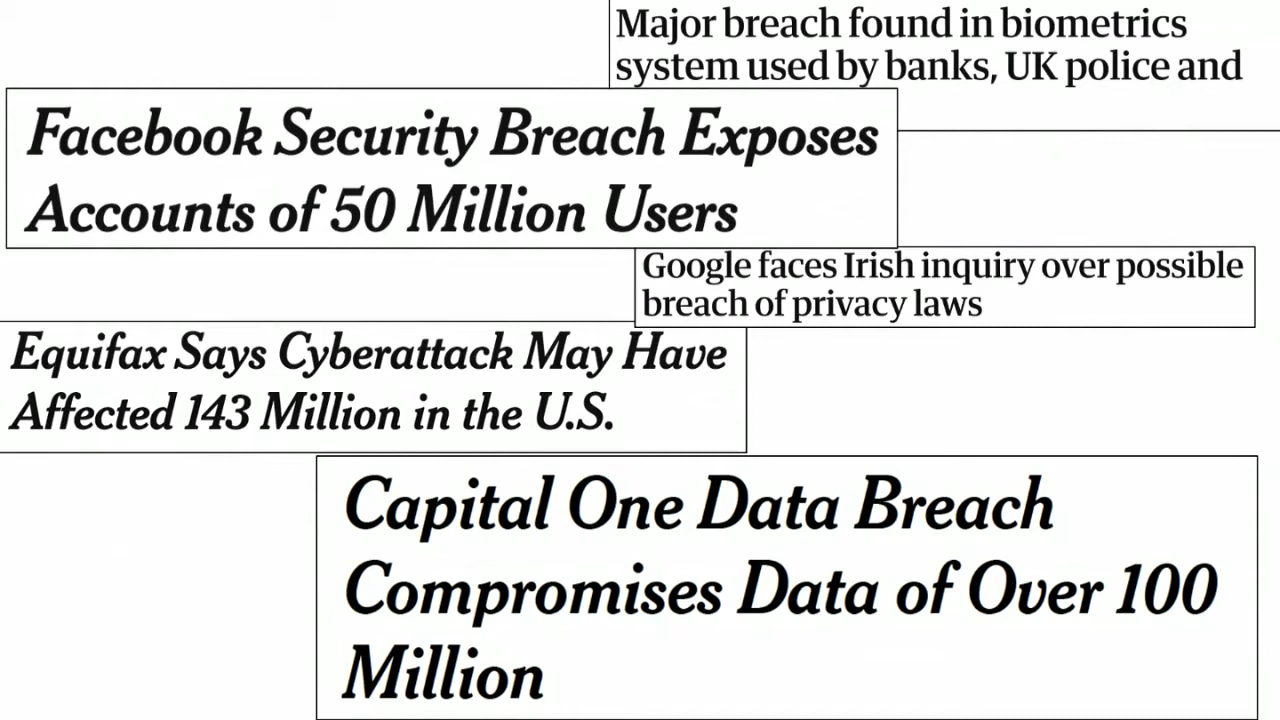 Major breach found in biometrics
system used by banks, UK police and
Facebook Security Breach Exposes
Accounts of 50 Million Users
Google faces Irish inquiry over possible
breach of privacy laws
Equifax Says Cyberattack May Have
Affected 143 Million in the U.S.
Capital One Data Breach
Compromises Data of Over 100
Million